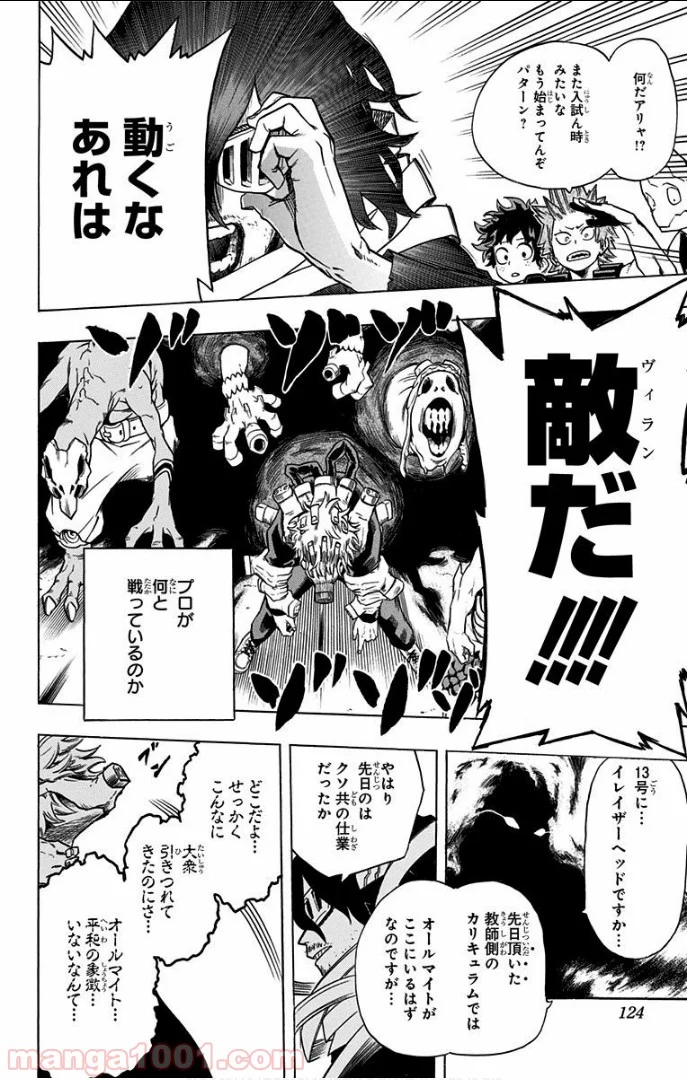 何だアリャ!?
また入試ん時
みたいな
もう始まってんぞ
パターン?
動くな
あれは
敵だ!!!!
ヴィラン
ゾゾゾ
プロが
何と
戦っているのか
13号に…
イレイザーヘッドですか…
先日頂いた
教師側の
カリキュラムでは
オールマイトが
ここにいるはず
なのですが…
やはり
先日のは
クソ共の仕業
だったか
どこだよ…
せっかく
こんなに
大衆
引きつれて
きたのにさ…
オールマイト…
平和の象徴…
いないなんて…
124
manga1001.com